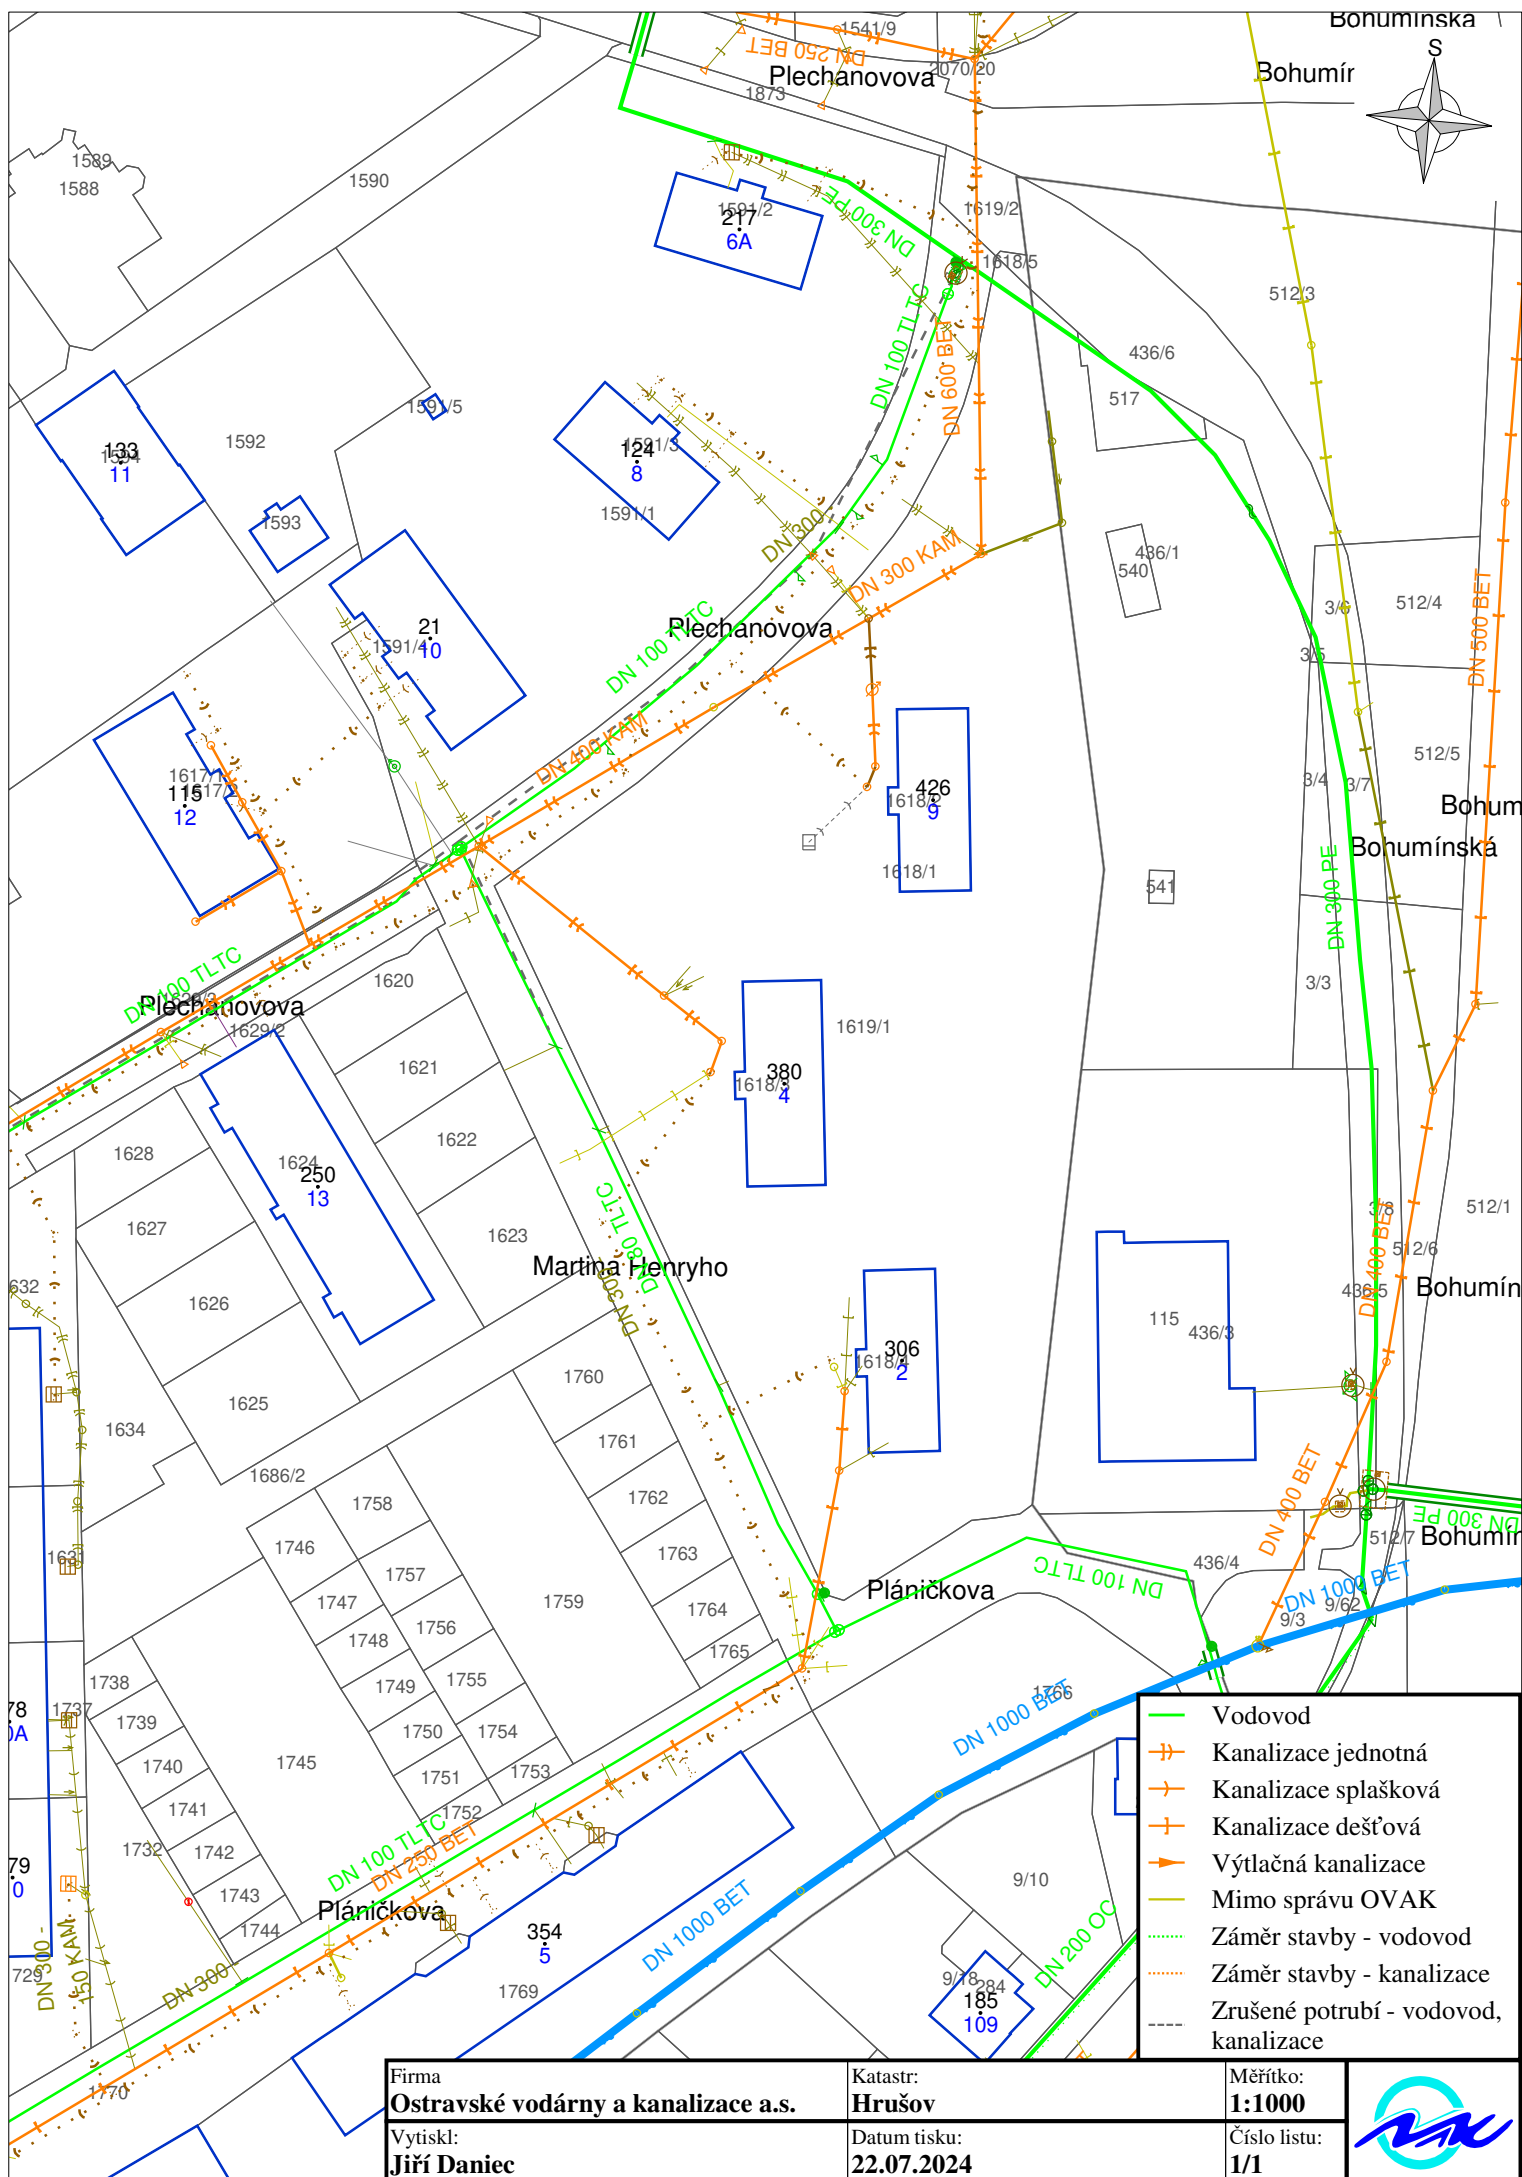 Bohumínská
S
1541/9
DN 250 BET
Plechanovova
2070/20
Bohumír
1873
1589
1588
1590
1591/2
217
6A
DN 300 PE
1619/2
1618/5
512/3
DN 100 TLTC
DN 600 BET
436/6
517
1591/5
1592
133
1594
11
1591/3
124
8
1593
1591/1
DN 300
DN 300 KAM
436/1
540
3/6
512/4
DN 500 BET
21
1591/4
10
Plechanovova
DN 100 TLTC
3/5
DN 400 KAM
512/5
1617/1
1617/2
115
12
3/4
3/7
426
1618/2
9
Bohum
Bohumínská
1618/1
541
DN 300 PE
DN 100 TLTC
1620
3/3
Plechanovova
1629/3
1629/2
1619/1
1621
380
1618/3
4
1622
1628
1624
250
13
DN 80 TLTC
3/8
512/1
1627
1623
512/6
DN 400 BET
Martina Henryho
DN 300
1632
1626
436/5
Bohumín
115
436/3
306
1618/4
2
1760
1625
1634
1761
1686/2
1758
1762
DN 400 BET
DN 300 PE
1746
1763
512/7
Bohumín
1631
1757
436/4
DN 100 TLTC
Pláničkova
DN 1000 BET
1747
1759
1764
9/62
9/3
1756
1748
1765
1738
1755
1749
1766
78
0A
1737
1739
1750
1754
DN 1000 BET
1745
1740
1751
1753
1741
1752
1732
1742
DN 100 TLTC
DN 250 BET
79
0
1743
9/10
Pláničkova
1744
354
5
DN 1000 BET
DN 200 OC
DN 300 -
150 KAM
DN 300
729
1769
9/18
284
185
109
1770
Vodovod
Kanalizace jednotná
Kanalizace splašková
Kanalizace dešťová
Výtlačná kanalizace
Mimo správu OVAK
Záměr stavby - vodovod
Záměr stavby - kanalizace
Zrušené potrubí - vodovod,
kanalizace
Firma
Ostravské vodárny a kanalizace a.s.
Katastr:
Hrušov
Měřítko:
1:1000
Vytiskl:
Jiří Daniec
Datum tisku:
22.07.2024
Číslo listu:
1/1